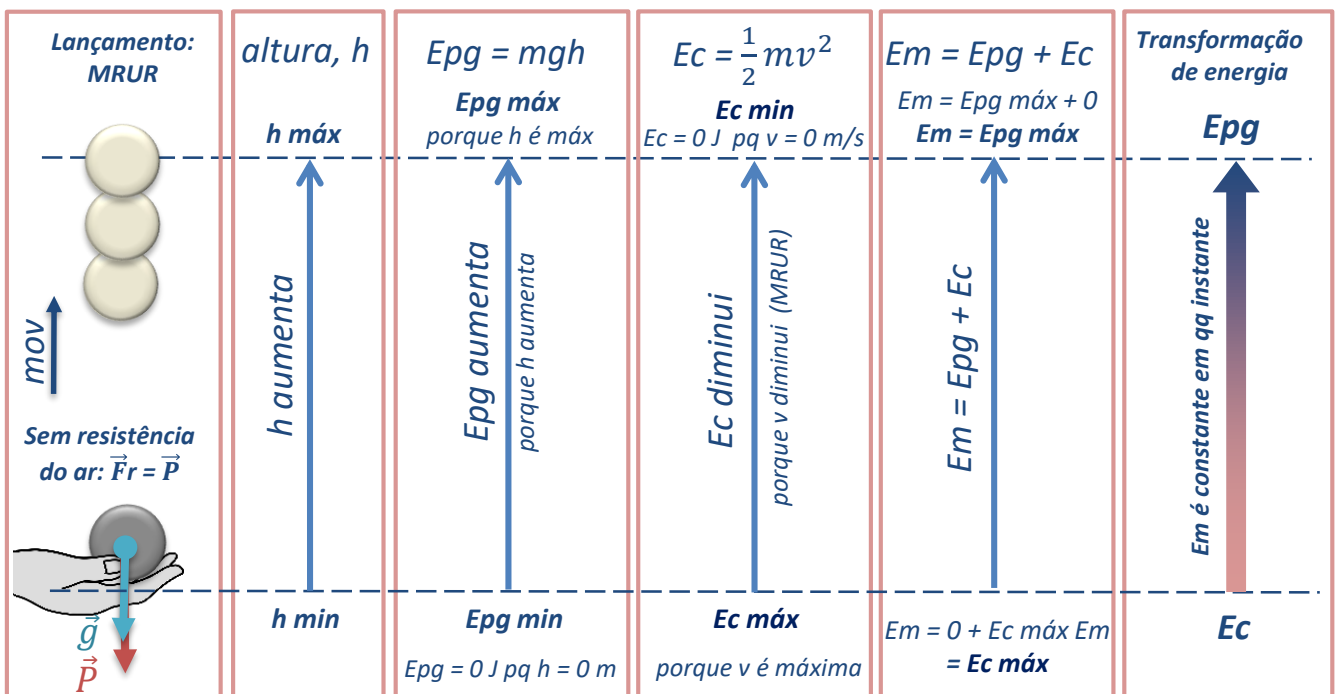 Lançamento:
MRUR
mov
Sem resistência
do ar: F⃗r = P⃗
g⃗
P⃗
altura, h
h máx
h aumenta
h min
Epg = mgh
Epg máx
porque h é máx
Epg aumenta
porque h aumenta
Epg min
Epg = 0 J pq h = 0 m
Ec = 1/2 mv²
Ec min
Ec = 0 J pq v = 0 m/s
Ec diminui
porque v diminui (MRUR)
Ec máx
porque v é máxima
Em = Epg + Ec
Em = Epg máx + 0
Em = Epg máx
Em = Epg + Ec
Em = 0 + Ec máx Em
= Ec máx
Transformação
de energia
Epg
Em é constante em qq instante
Ec